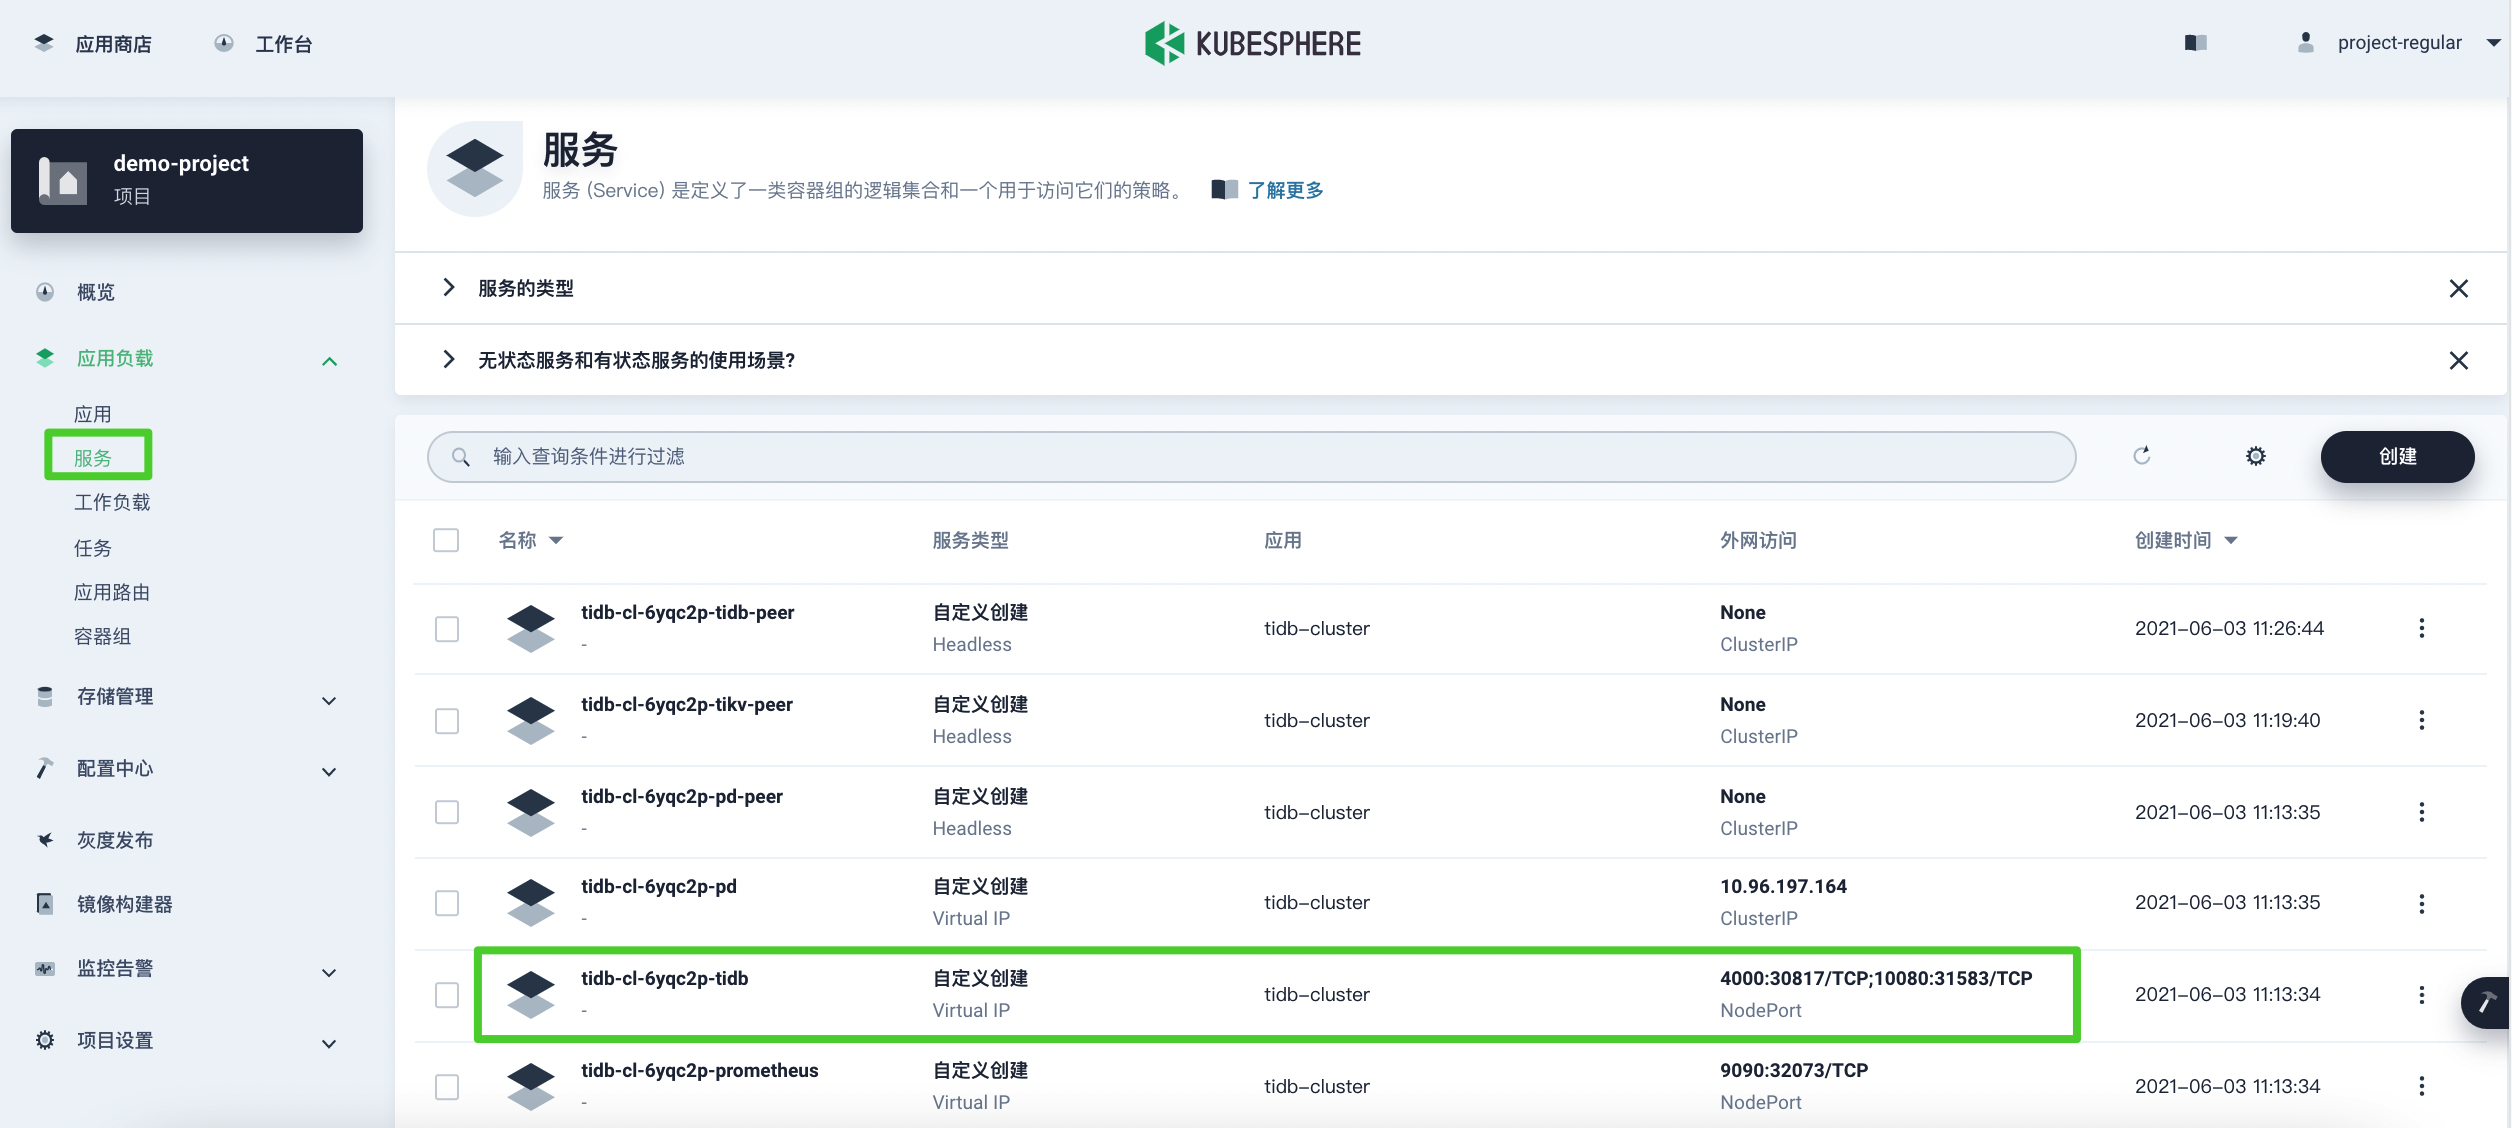 应用商店
工作台
KUBESPHERE
project-regular
demo-project
项目
概览
应用负载
应用
服务
工作负载
任务
应用路由
容器组
存储管理
配置中心
灰度发布
镜像构建器
监控告警
项目设置
服务
服务 (Service) 是定义了一类容器组的逻辑集合和一个用于访问它们的策略。 了解更多
服务的类型
无状态服务和有状态服务的使用场景?
输入查询条件进行过滤
创建
名称 服务类型 应用 外网访问 创建时间
tidb-cl-6yqc2p-tidb-peer 自定义创建 None
- Headless tidb-cluster ClusterIP 2021-06-03 11:26:44
tidb-cl-6yqc2p-tikv-peer 自定义创建 None
- Headless tidb-cluster ClusterIP 2021-06-03 11:19:40
tidb-cl-6yqc2p-pd-peer 自定义创建 None
- Headless tidb-cluster ClusterIP 2021-06-03 11:13:35
tidb-cl-6yqc2p-pd 自定义创建 10.96.197.164
- Virtual IP tidb-cluster ClusterIP 2021-06-03 11:13:35
tidb-cl-6yqc2p-tidb 自定义创建 4000:30817/TCP;10080:31583/TCP
- Virtual IP tidb-cluster NodePort 2021-06-03 11:13:34
tidb-cl-6yqc2p-prometheus 自定义创建 9090:32073/TCP
- Virtual IP tidb-cluster NodePort 2021-06-03 11:13:34